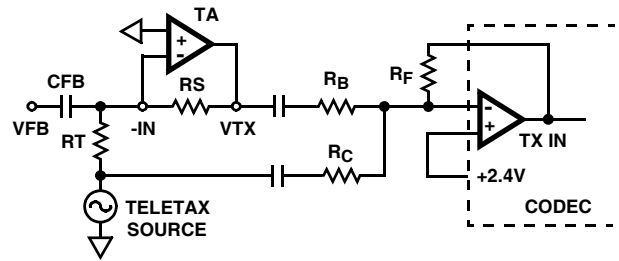 TA
+
-
CFB
RS
VFB
-IN
VTX
RT
RB
RF
RC
-
+
TX IN
+2.4V
CODEC
TELETAX
SOURCE